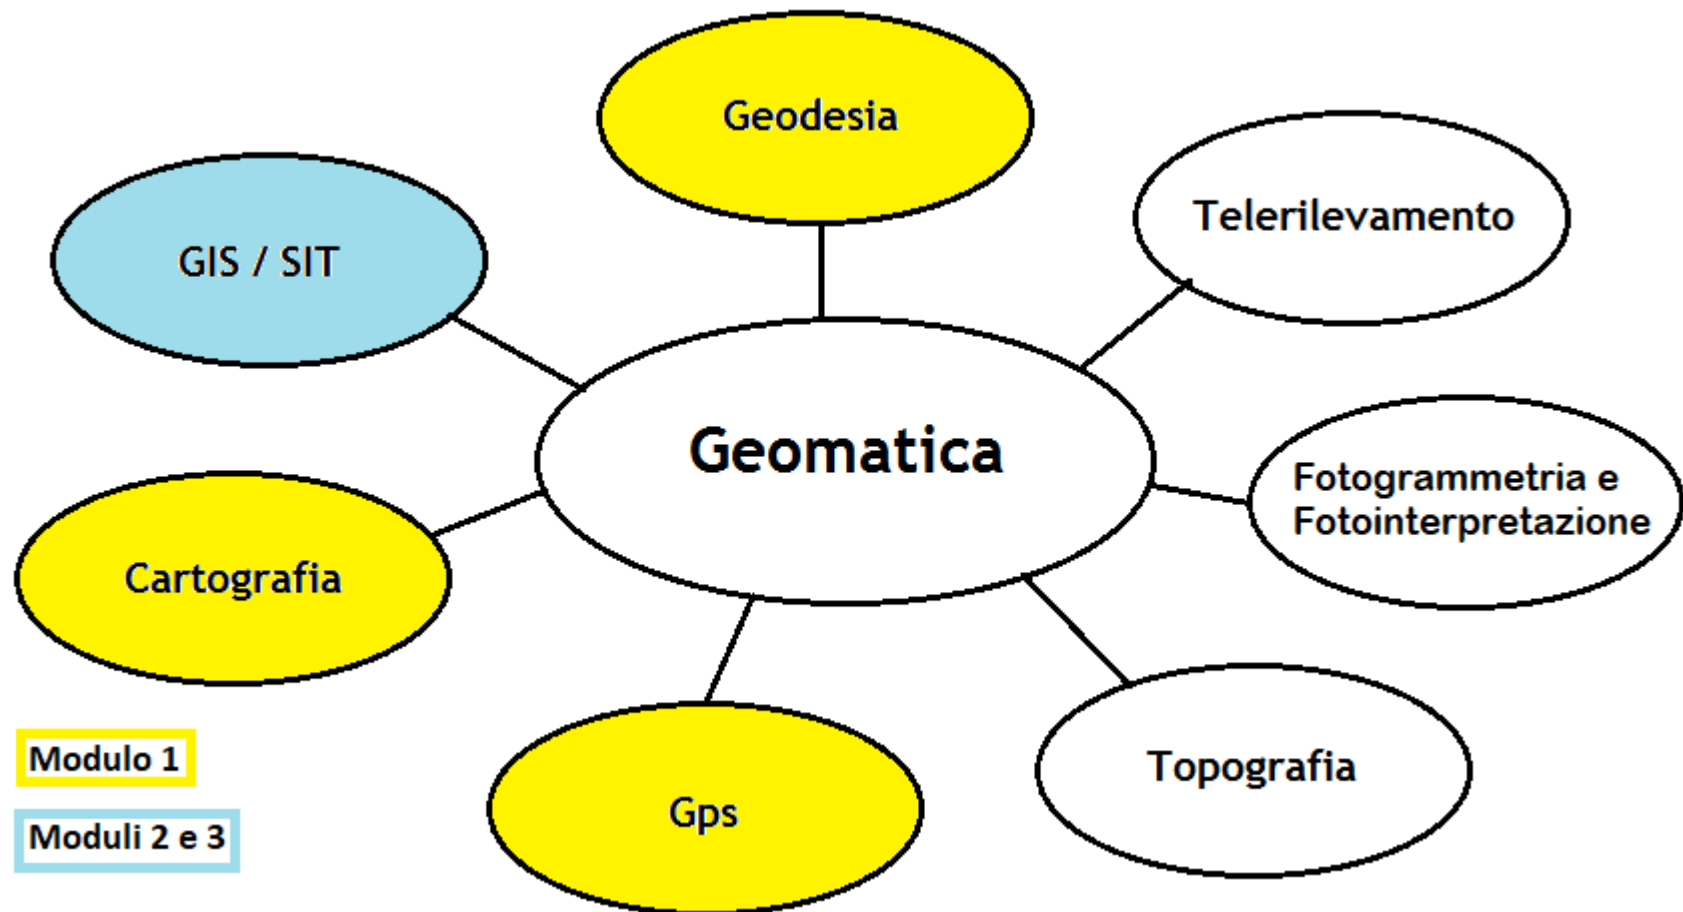 Geodesia
Telerilevamento
GIS / SIT
Geomatica
Fotogrammetria e
Fotointerpretazione
Cartografia
Topografia
Gps
Modulo 1
Moduli 2 e 3